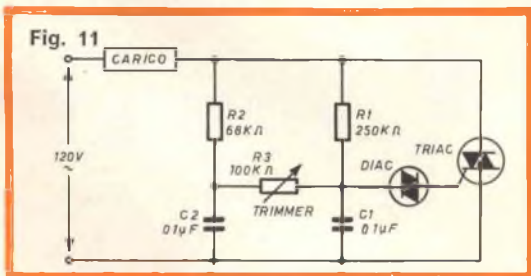 Fig. 11
CARICO
R2
68KΩ
R1
250KΩ
TRIAC
DIAC
120V
~
R3
100KΩ
TRIMMER
C2
0.1µF
C1
0.1µF